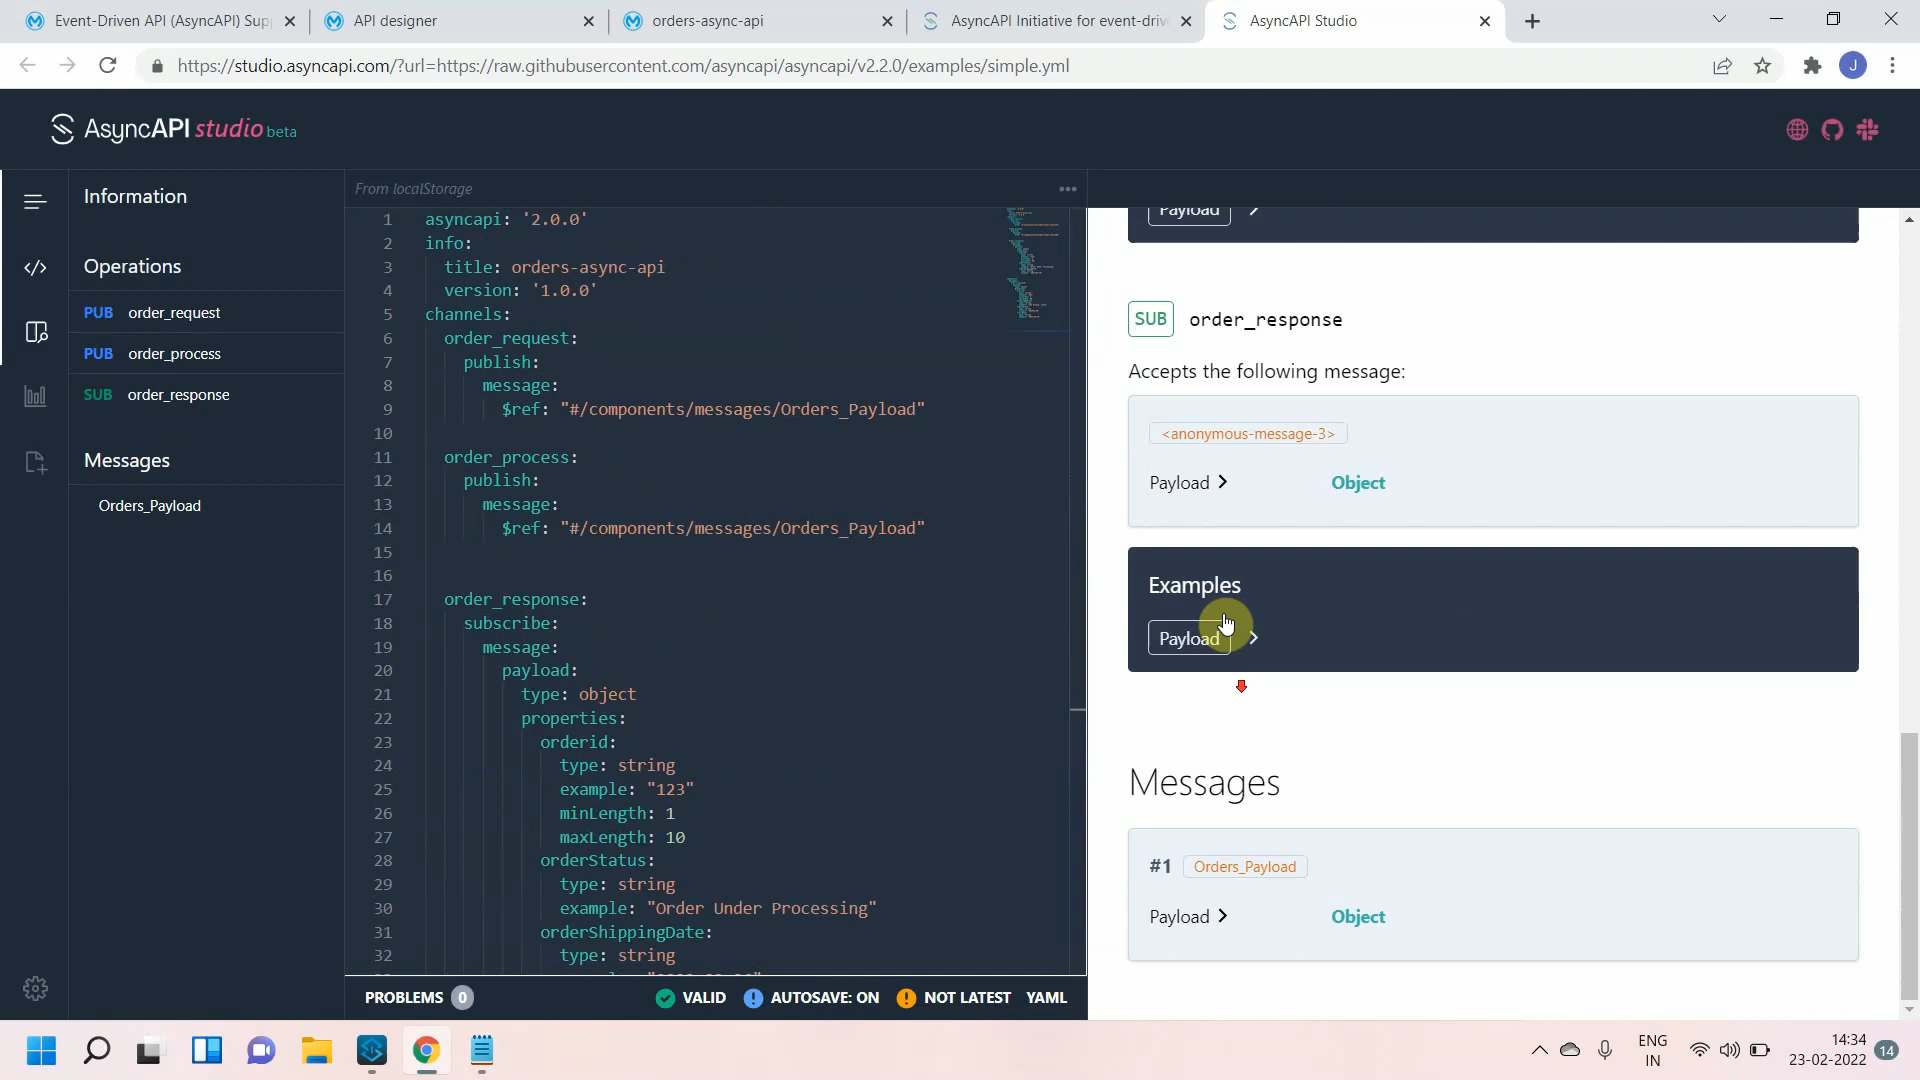 Event-Driven API (AsyncAPI) Sup
API designer
orders-async-api
AsyncAPI Initiative for event-driv
AsyncAPI Studio
https://studio.asyncapi.com/?url=https://raw.githubusercontent.com/asyncapi/asyncapi/v2.2.0/examples/simple.yml
J
AsyncAPI studio beta
Information
Operations
PUB order_request
PUB order_process
SUB order_response
Messages
Orders_Payload
From localStorage
1 asyncapi: '2.0.0'
2 info:
3 title: orders-async-api
4 version: '1.0.0'
5 channels:
6 order_request:
7 publish:
8 message:
9 $ref: "#/components/messages/Orders_Payload"
10
11 order_process:
12 publish:
13 message:
14 $ref: "#/components/messages/Orders_Payload"
15
16
17 order_response:
18 subscribe:
19 message:
20 payload:
21 type: object
22 properties:
23 orderid:
24 type: string
25 example: "123"
26 minLength: 1
27 maxLength: 10
28 orderStatus:
29 type: string
30 example: "Order Under Processing"
31 orderShippingDate:
32 type: string
PROBLEMS 0
VALID
AUTOSAVE: ON
NOT LATEST
YAML
Payload
SUB order_response
Accepts the following message:
<anonymous-message-3>
Payload Object
Examples
Payload
Messages
#1 Orders_Payload
Payload Object
ENG
IN
14:34
23-02-2022
14